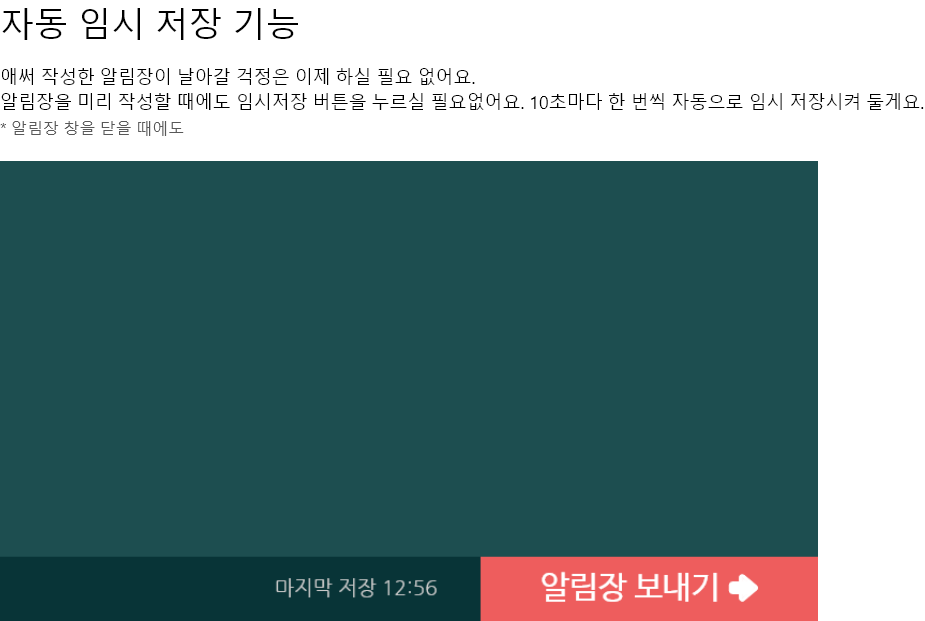 자동 임시 저장 기능
애써 작성한 알림장이 날아갈 걱정은 이제 하실 필요 없어요.
알림장을 미리 작성할 때에도 임시저장 버튼을 누르실 필요없어요. 10초마다 한 번씩 자동으로 임시 저장시켜 둘게요.
* 알림장 창을 닫을 때에도
마지막 저장 12:56
알림장 보내기